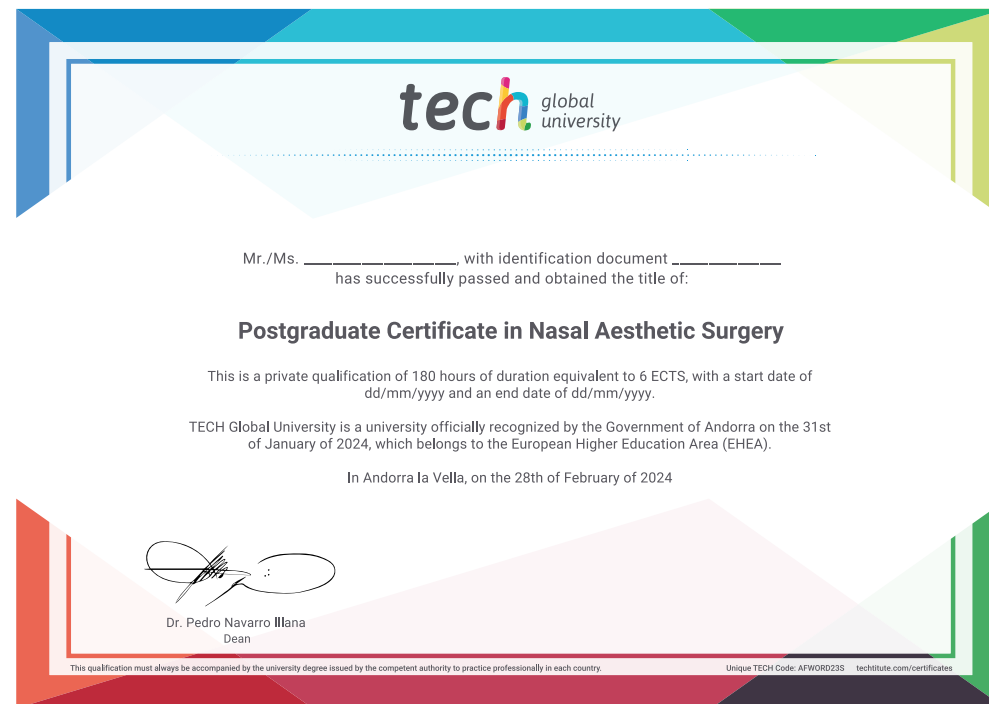 tech global
university
Mr./Ms. ____________, with identification document ____________
has successfully passed and obtained the title of:
Postgraduate Certificate in Nasal Aesthetic Surgery
This is a private qualification of 180 hours of duration equivalent to 6 ECTS, with a start date of
dd/mm/yyyy and an end date of dd/mm/yyyy.
TECH Global University is a university officially recognized by the Government of Andorra on the 31st
of January of 2024, which belongs to the European Higher Education Area (EHEA).
In Andorra la Vella, on the 28th of February of 2024
Dr. Pedro Navarro Illana
Dean
This qualification must always be accompanied by the university degree issued by the competent authority to practice professionally in each country.
Unique TECH Code: AFWORD23S techtitute.com/certificates